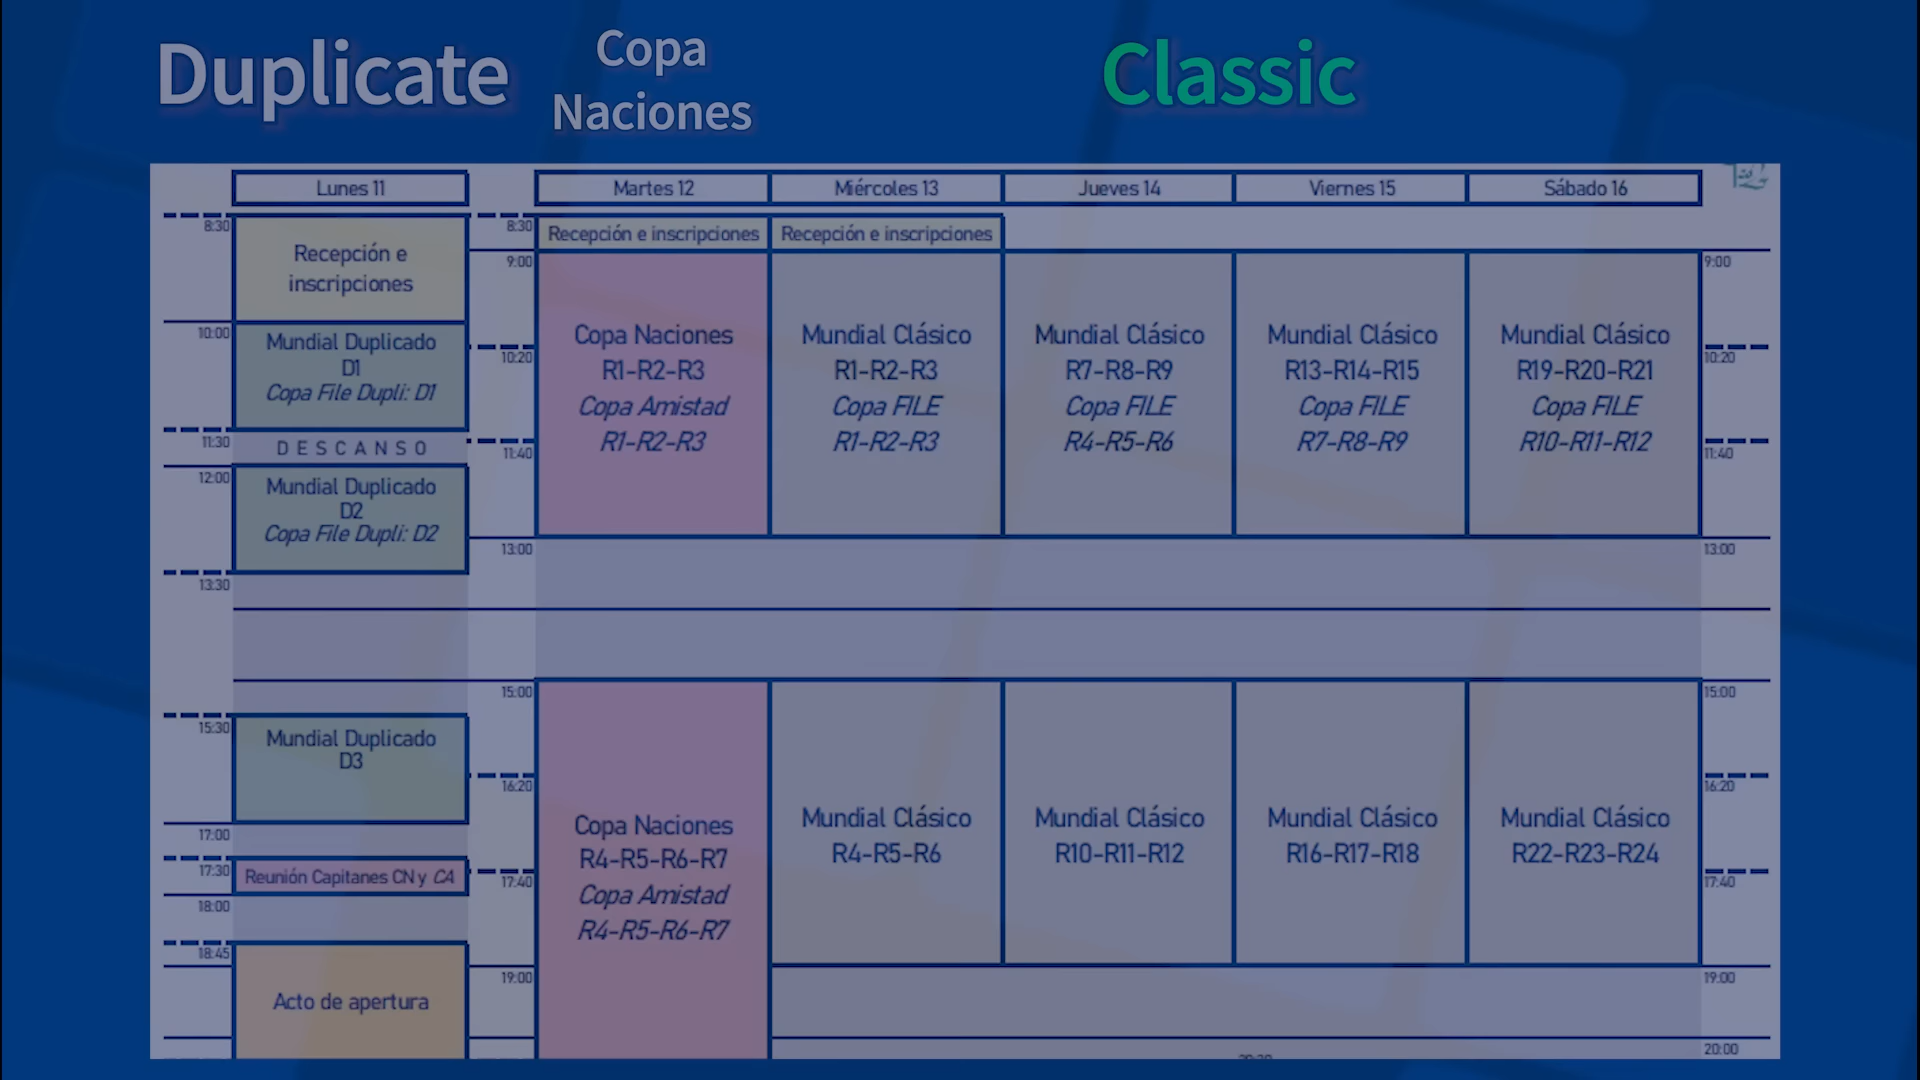 Duplicate
Copa
Naciones
Classic
Lunes 11
Martes 12
Miércoles 13
Jueves 14
Viernes 15
Sábado 16
8:30
Recepción e
inscripciones
10:00
Mundial Duplicado
D1
Copa File Dupli: D1
11:30
DESCANSO
12:00
Mundial Duplicado
D2
Copa File Dupli: D2
13:30
15:30
Mundial Duplicado
D3
17:00
17:30
Reunión Capitanes CN y CA
18:00
18:45
Acto de apertura
8:30
9:00
10:20
11:40
13:00
15:00
16:20
17:40
19:00
Recepción e inscripciones
Copa Naciones
R1-R2-R3
Copa Amistad
R1-R2-R3
Copa Naciones
R4-R5-R6-R7
Copa Amistad
R4-R5-R6-R7
Recepción e inscripciones
Mundial Clásico
R1-R2-R3
Copa FILE
R1-R2-R3
Mundial Clásico
R4-R5-R6
Mundial Clásico
R7-R8-R9
Copa FILE
R4-R5-R6
Mundial Clásico
R10-R11-R12
Mundial Clásico
R13-R14-R15
Copa FILE
R7-R8-R9
Mundial Clásico
R16-R17-R18
Mundial Clásico
R19-R20-R21
Copa FILE
R10-R11-R12
Mundial Clásico
R22-R23-R24
9:00
10:20
11:40
13:00
15:00
16:20
17:40
19:00
20:00